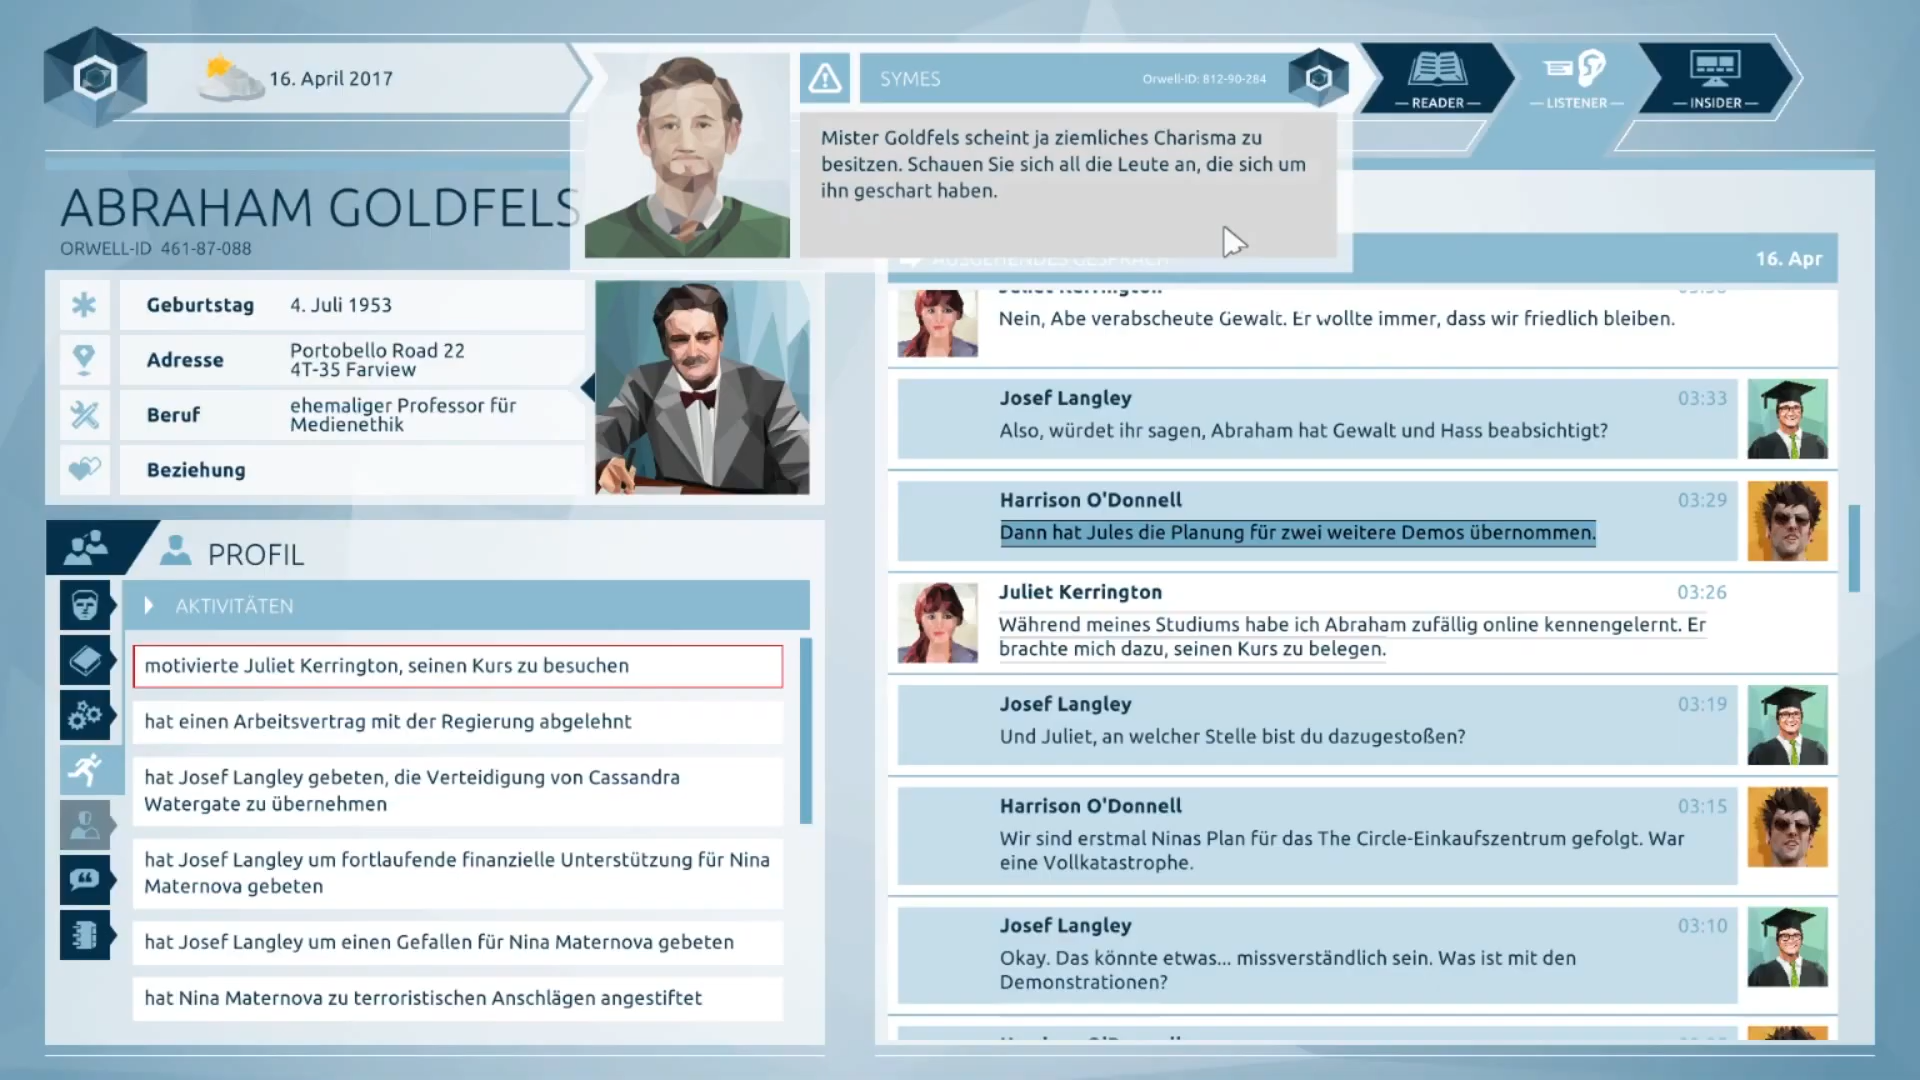 16. April 2017
SYMES
Orwell-ID: 812-90-284
Mister Goldfels scheint ja ziemliches Charisma zu
besitzen. Schauen Sie sich all die Leute an, die sich um
ihn geschart haben.
READER
LISTENER
INSIDER
ABRAHAM GOLDFELS
ORWELL-ID 461-87-088
Geburtstag
4. Juli 1953
Adresse
Portobello Road 22
4T-35 Farview
Beruf
ehemaliger Professor für
Medienethik
Beziehung
PROFIL
AKTIVITÄTEN
motivierte Juliet Kerrington, seinen Kurs zu besuchen
hat einen Arbeitsvertrag mit der Regierung abgelehnt
hat Josef Langley gebeten, die Verteidigung von Cassandra
Watergate zu übernehmen
hat Josef Langley um fortlaufende finanzielle Unterstützung für Nina
Maternova gebeten
hat Josef Langley um einen Gefallen für Nina Maternova gebeten
hat Nina Maternova zu terroristischen Anschlägen angestiftet
AUSGEHENDES GESPRÄCH
16. Apr
Juliet Kerrington
Nein, Abe verabscheute Gewalt. Er wollte immer, dass wir friedlich bleiben.
Josef Langley
03:33
Also, würdet ihr sagen, Abraham hat Gewalt und Hass beabsichtigt?
Harrison O'Donnell
03:29
Dann hat Jules die Planung für zwei weitere Demos übernommen.
Juliet Kerrington
03:26
Während meines Studiums habe ich Abraham zufällig online kennengelernt. Er
brachte mich dazu, seinen Kurs zu belegen.
Josef Langley
03:19
Und Juliet, an welcher Stelle bist du dazugestoßen?
Harrison O'Donnell
03:15
Wir sind erstmal Ninas Plan für das The Circle-Einkaufszentrum gefolgt. War
eine Vollkatastrophe.
Josef Langley
03:10
Okay. Das könnte etwas... missverständlich sein. Was ist mit den
Demonstrationen?